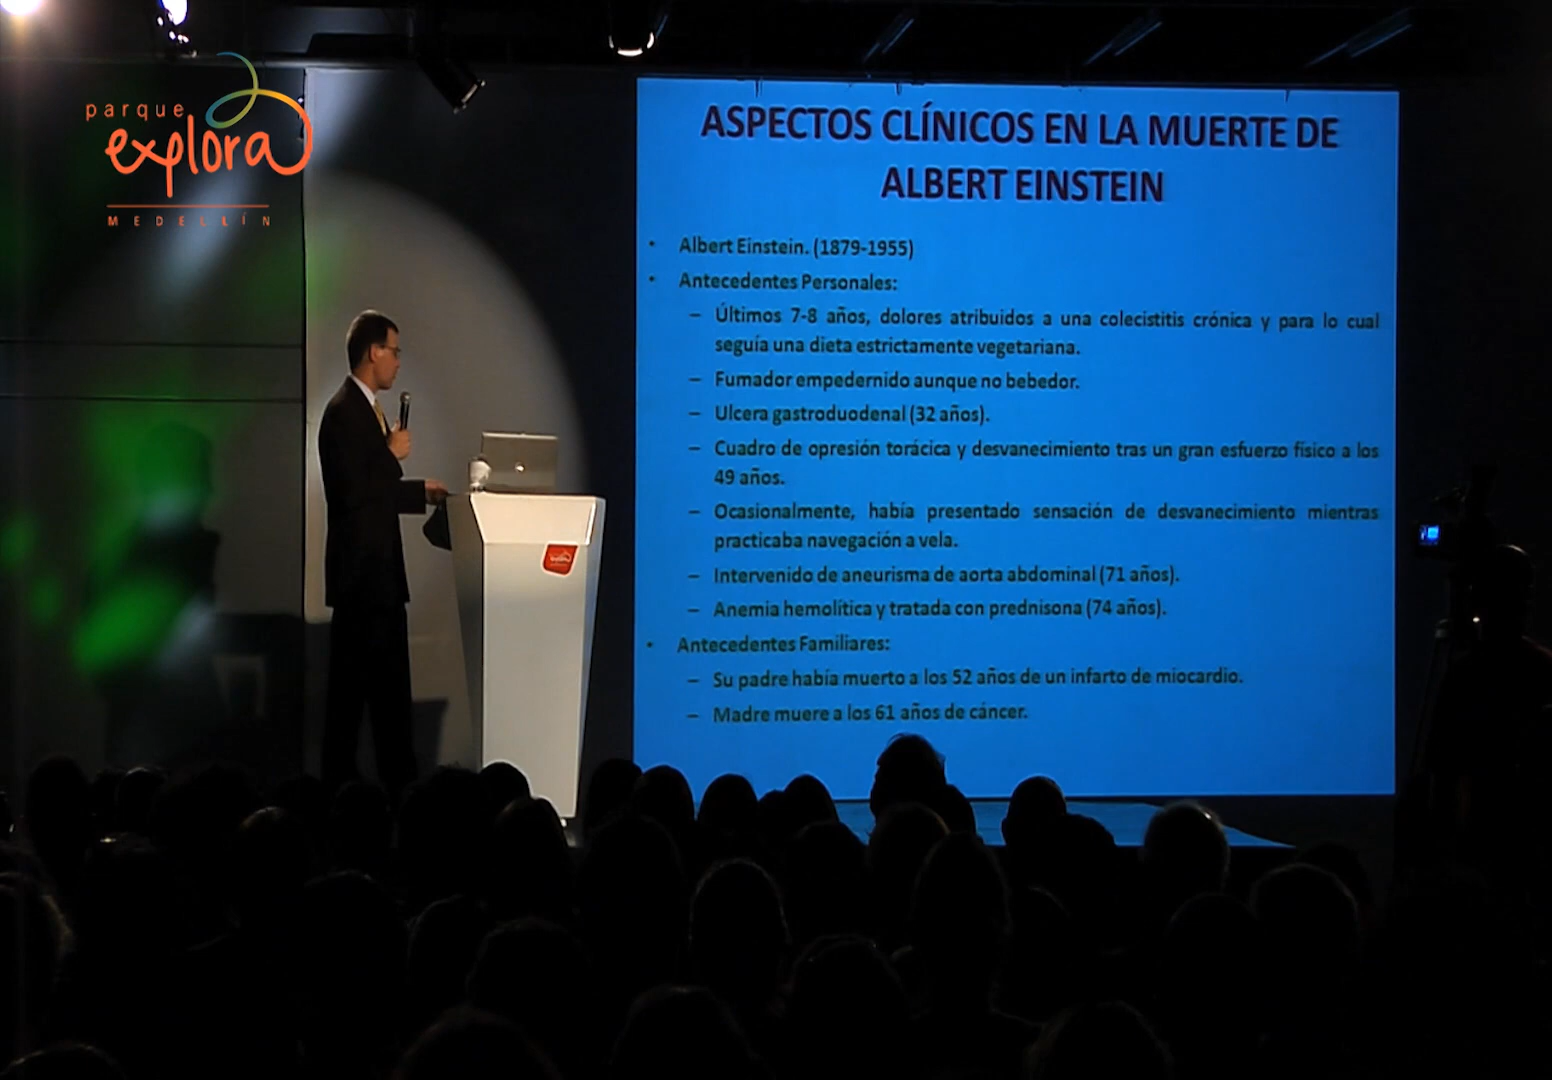 parque
explora
MEDELLÍN
ASPECTOS CLÍNICOS EN LA MUERTE DE
ALBERT EINSTEIN
• Albert Einstein. (1879-1955)
• Antecedentes Personales:
– Últimos 7-8 años, dolores atribuidos a una colecistitis crónica y para lo cual
seguía una dieta estrictamente vegetariana.
– Fumador empedernido aunque no bebedor.
– Ulcera gastroduodenal (32 años).
– Cuadro de opresión torácica y desvanecimiento tras un gran esfuerzo físico a los
49 años.
– Ocasionalmente, había presentado sensación de desvanecimiento mientras
practicaba navegación a vela.
– Intervenido de aneurisma de aorta abdominal (71 años).
– Anemia hemolítica y tratada con prednisona (74 años).
• Antecedentes Familiares:
– Su padre había muerto a los 52 años de un infarto de miocardio.
– Madre muere a los 61 años de cáncer.